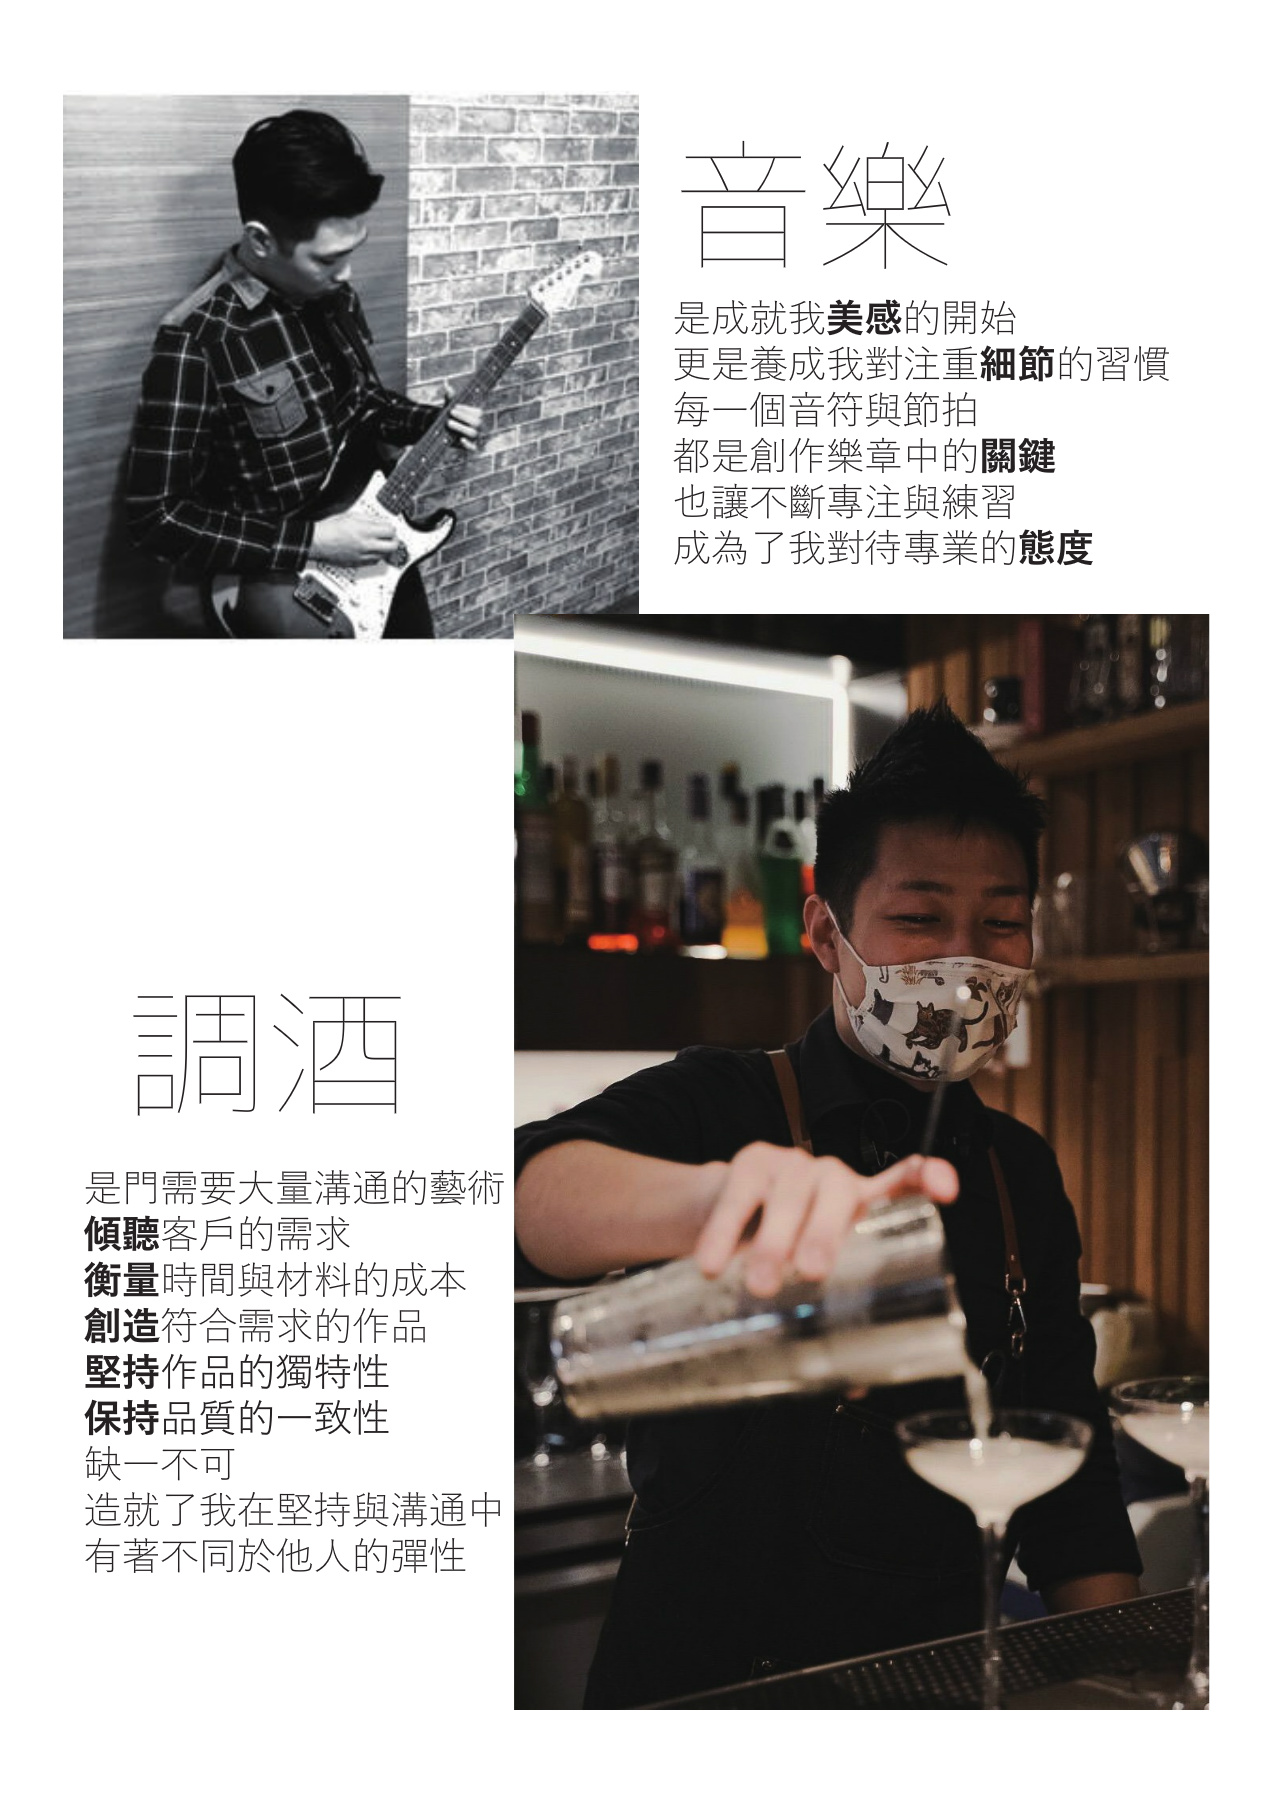 音樂
是成就我美感的開始
更是養成我對注重細節的習慣
每一個音符與節拍
都是創作樂章中的關鍵
也讓不斷專注與練習
成為了我對待專業的態度
調酒
是門需要大量溝通的藝術
傾聽客戶的需求
衡量時間與材料的成本
創造符合需求的作品
堅持作品的獨特性
保持品質的一致性
缺一不可
造就了我在堅持與溝通中
有著不同於他人的彈性